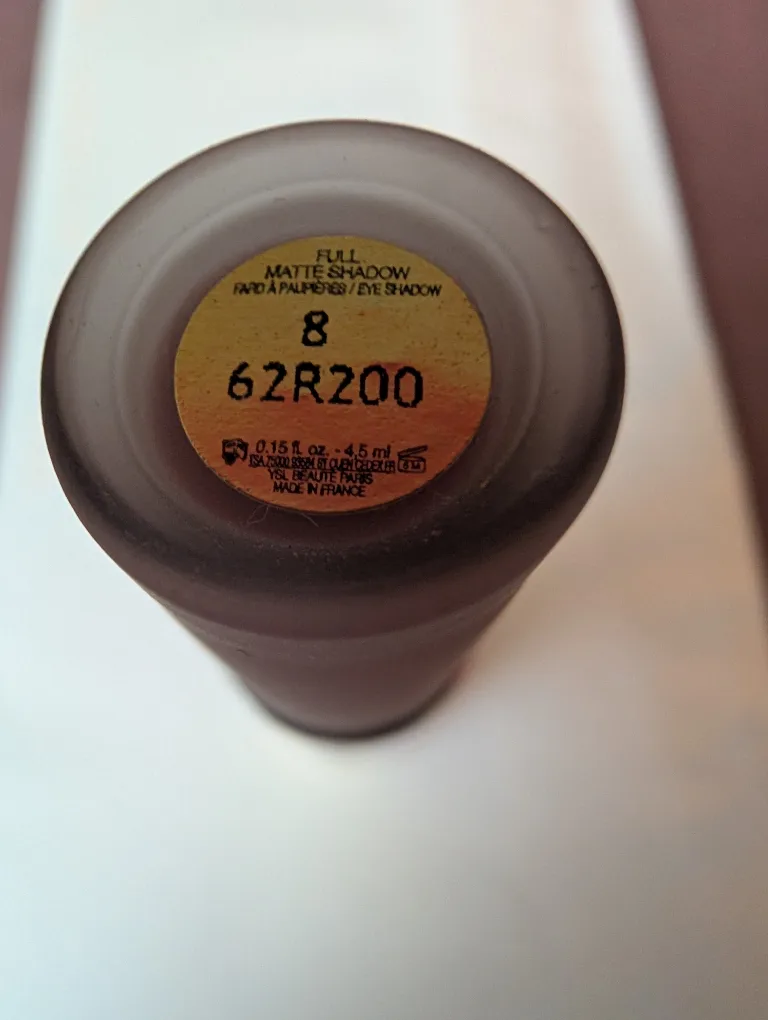 FULL
MATTE SHADOW
FARD À PAUPIÈRES / EYE SHADOW
8
62R200
0.15 fl. oz. - 4.5 ml
6 M
YSL BEAUTÉ PARIS
MADE IN FRANCE